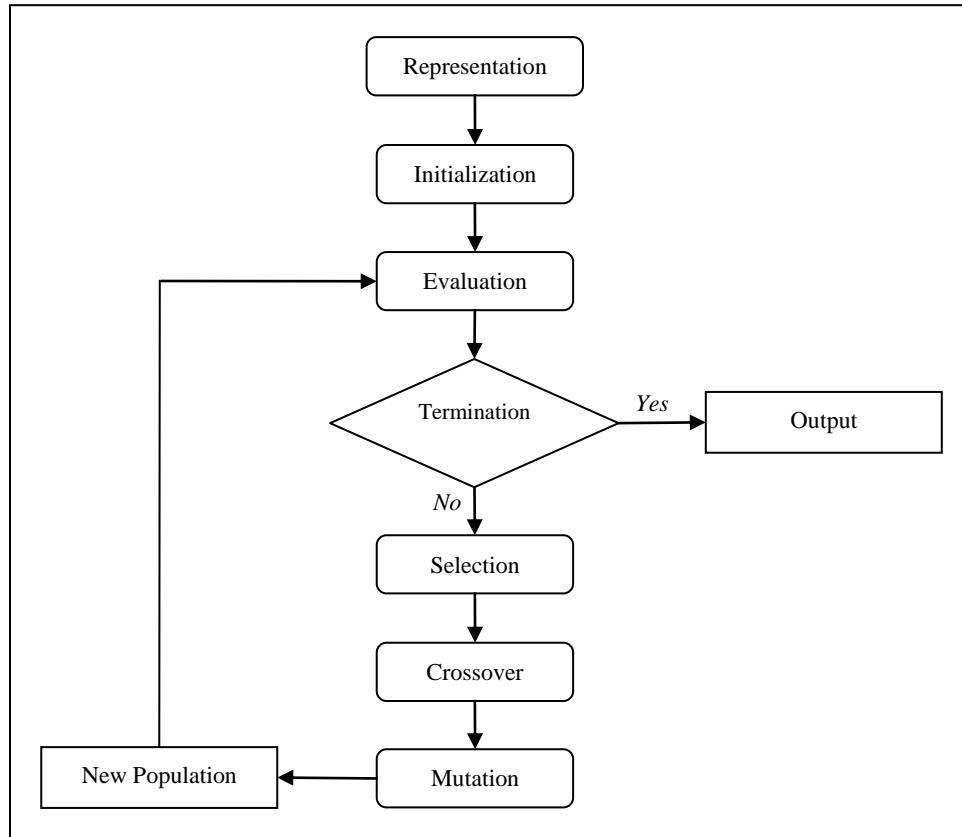 Representation
Initialization
Evaluation
Termination
Yes
Output
No
Selection
Crossover
New Population
Mutation